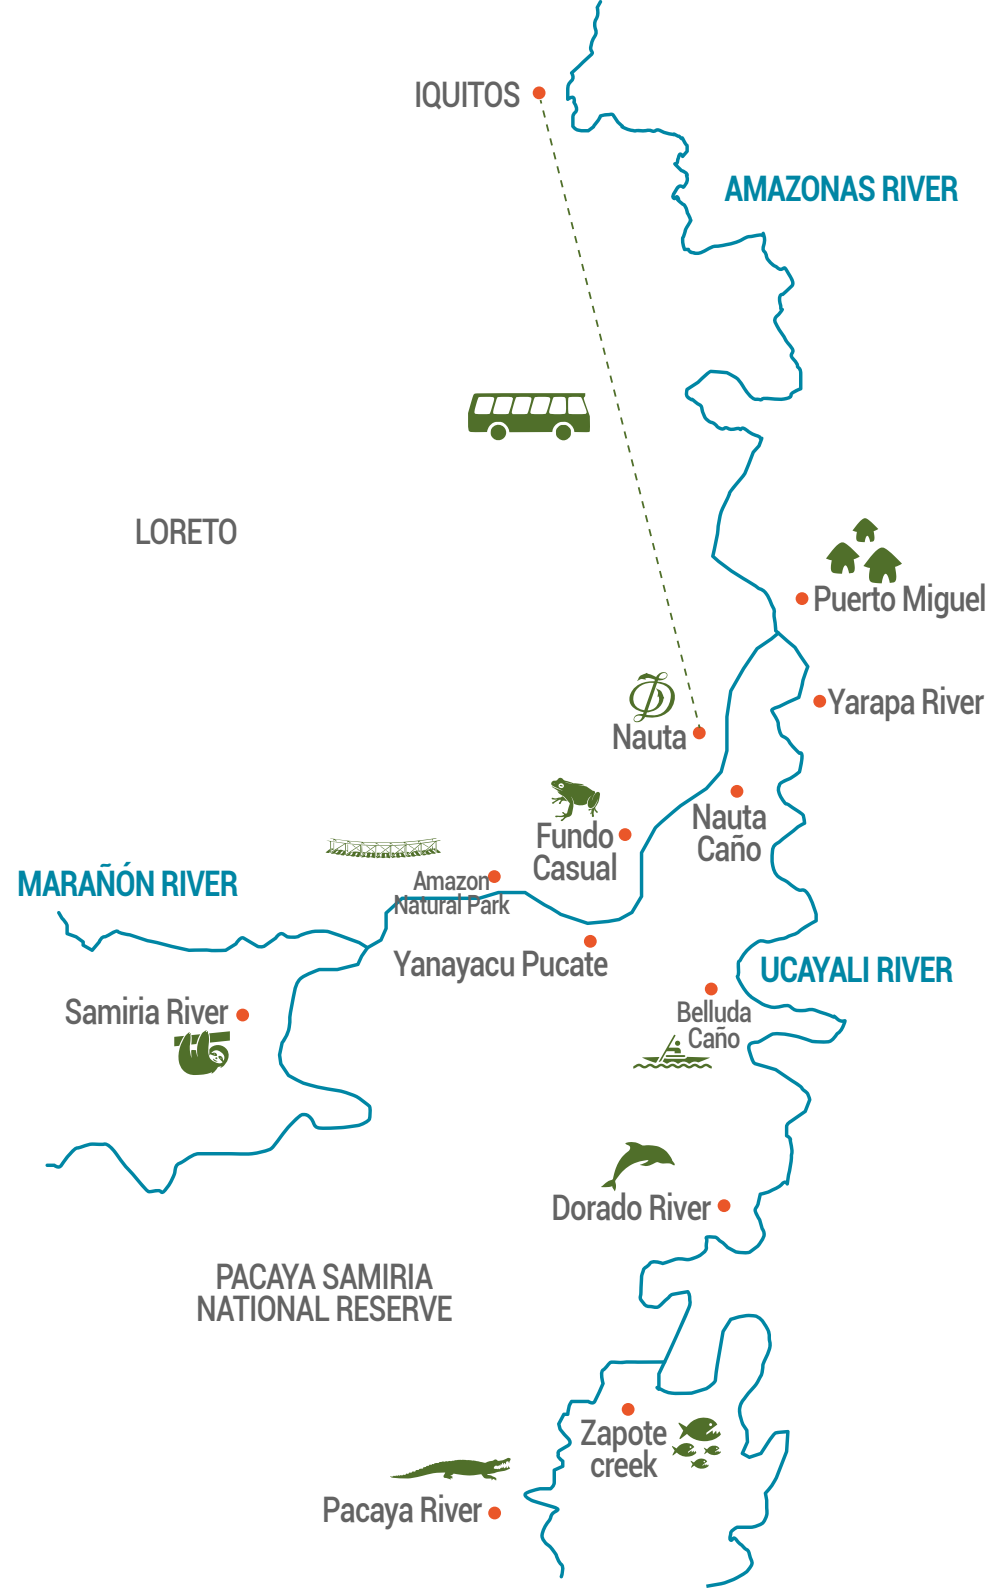 IQUITOS
AMAZONAS RIVER
LORETO
Puerto Miguel
Yarapa River
Nauta
Nauta
Caño
Fundo
Casual
Amazon
Natural Park
MARAÑÓN RIVER
Yanayacu Pucate
UCAYALI RIVER
Samiria River
Belluda
Caño
Dorado River
PACAYA SAMIRIA
NATIONAL RESERVE
Zapote
creek
Pacaya River